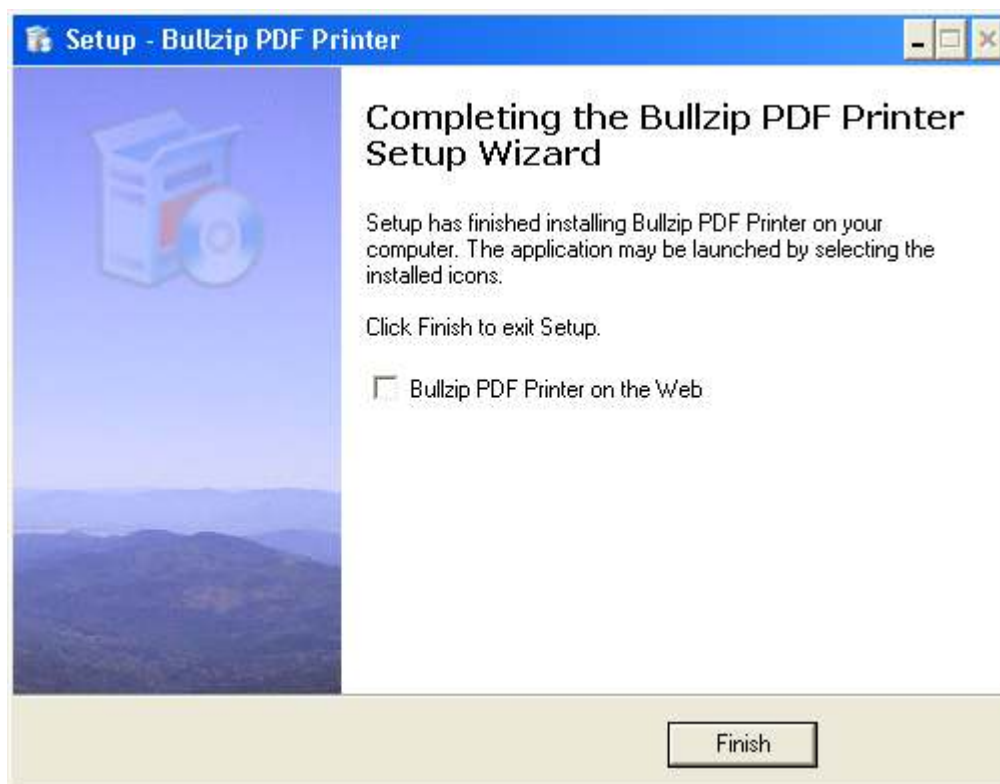 Setup - Bullzip PDF Printer
Completing the Bullzip PDF Printer
Setup Wizard
Setup has finished installing Bullzip PDF Printer on your
computer. The application may be launched by selecting the
installed icons.
Click Finish to exit Setup.
Bullzip PDF Printer on the Web
Finish